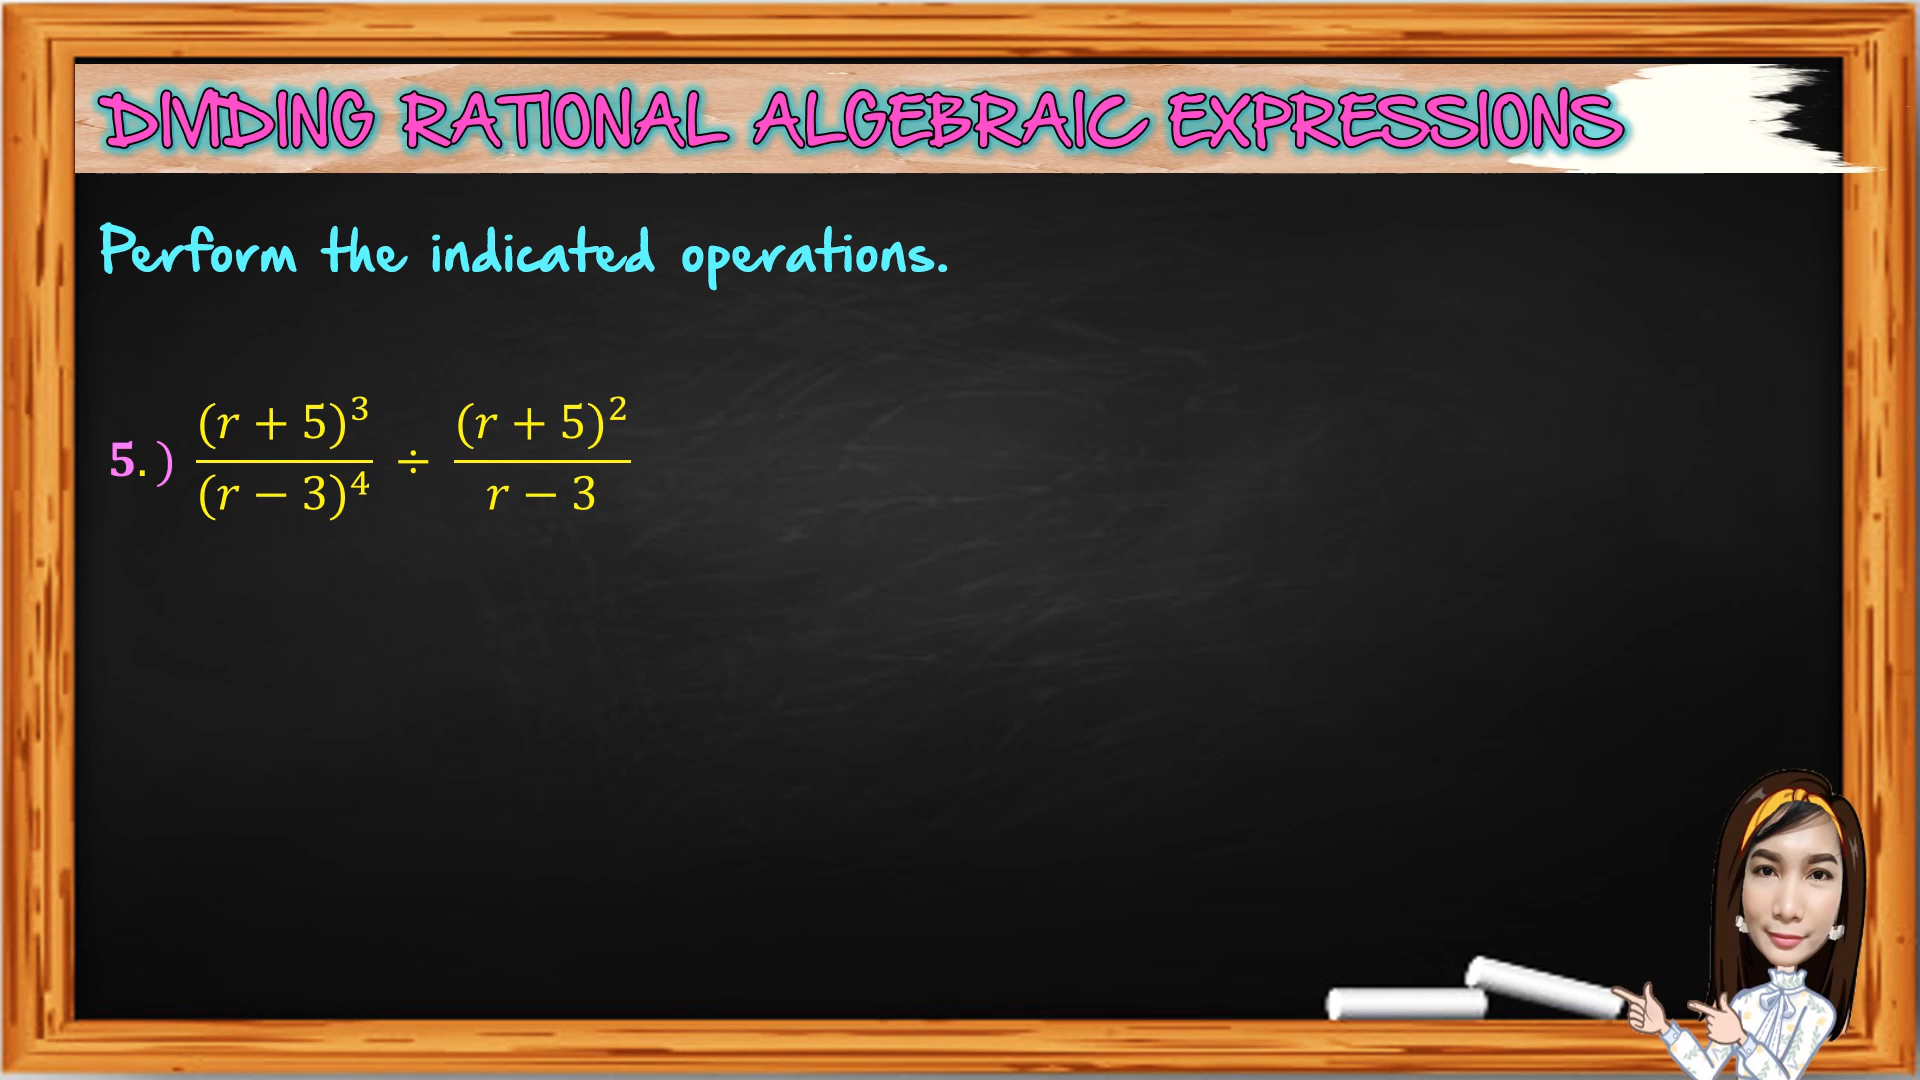 DIVIDING RATIONAL ALGEBRAIC EXPRESSIONS
Perform the indicated operations.
5.) (r + 5)³ / (r − 3)⁴ ÷ (r + 5)² / r − 3